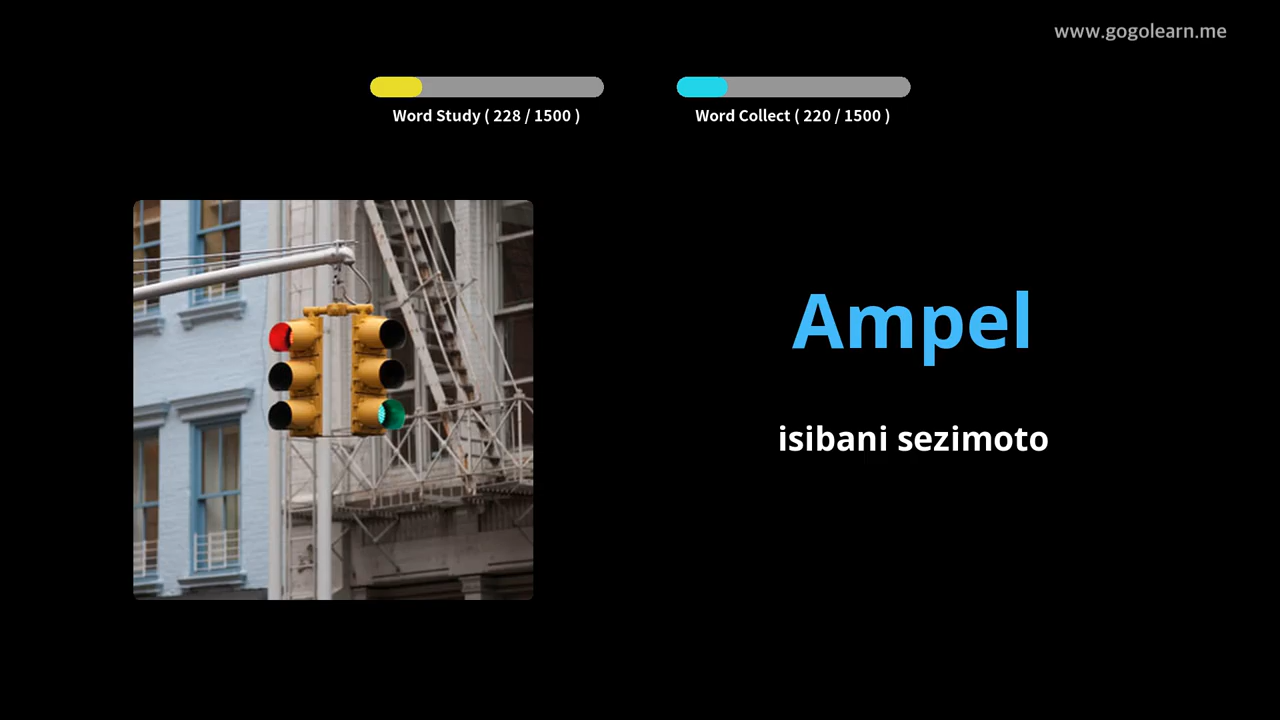 www.gogolearn.me
Word Study ( 228 / 1500 )
Word Collect ( 220 / 1500 )
Ampel
isibani sezimoto